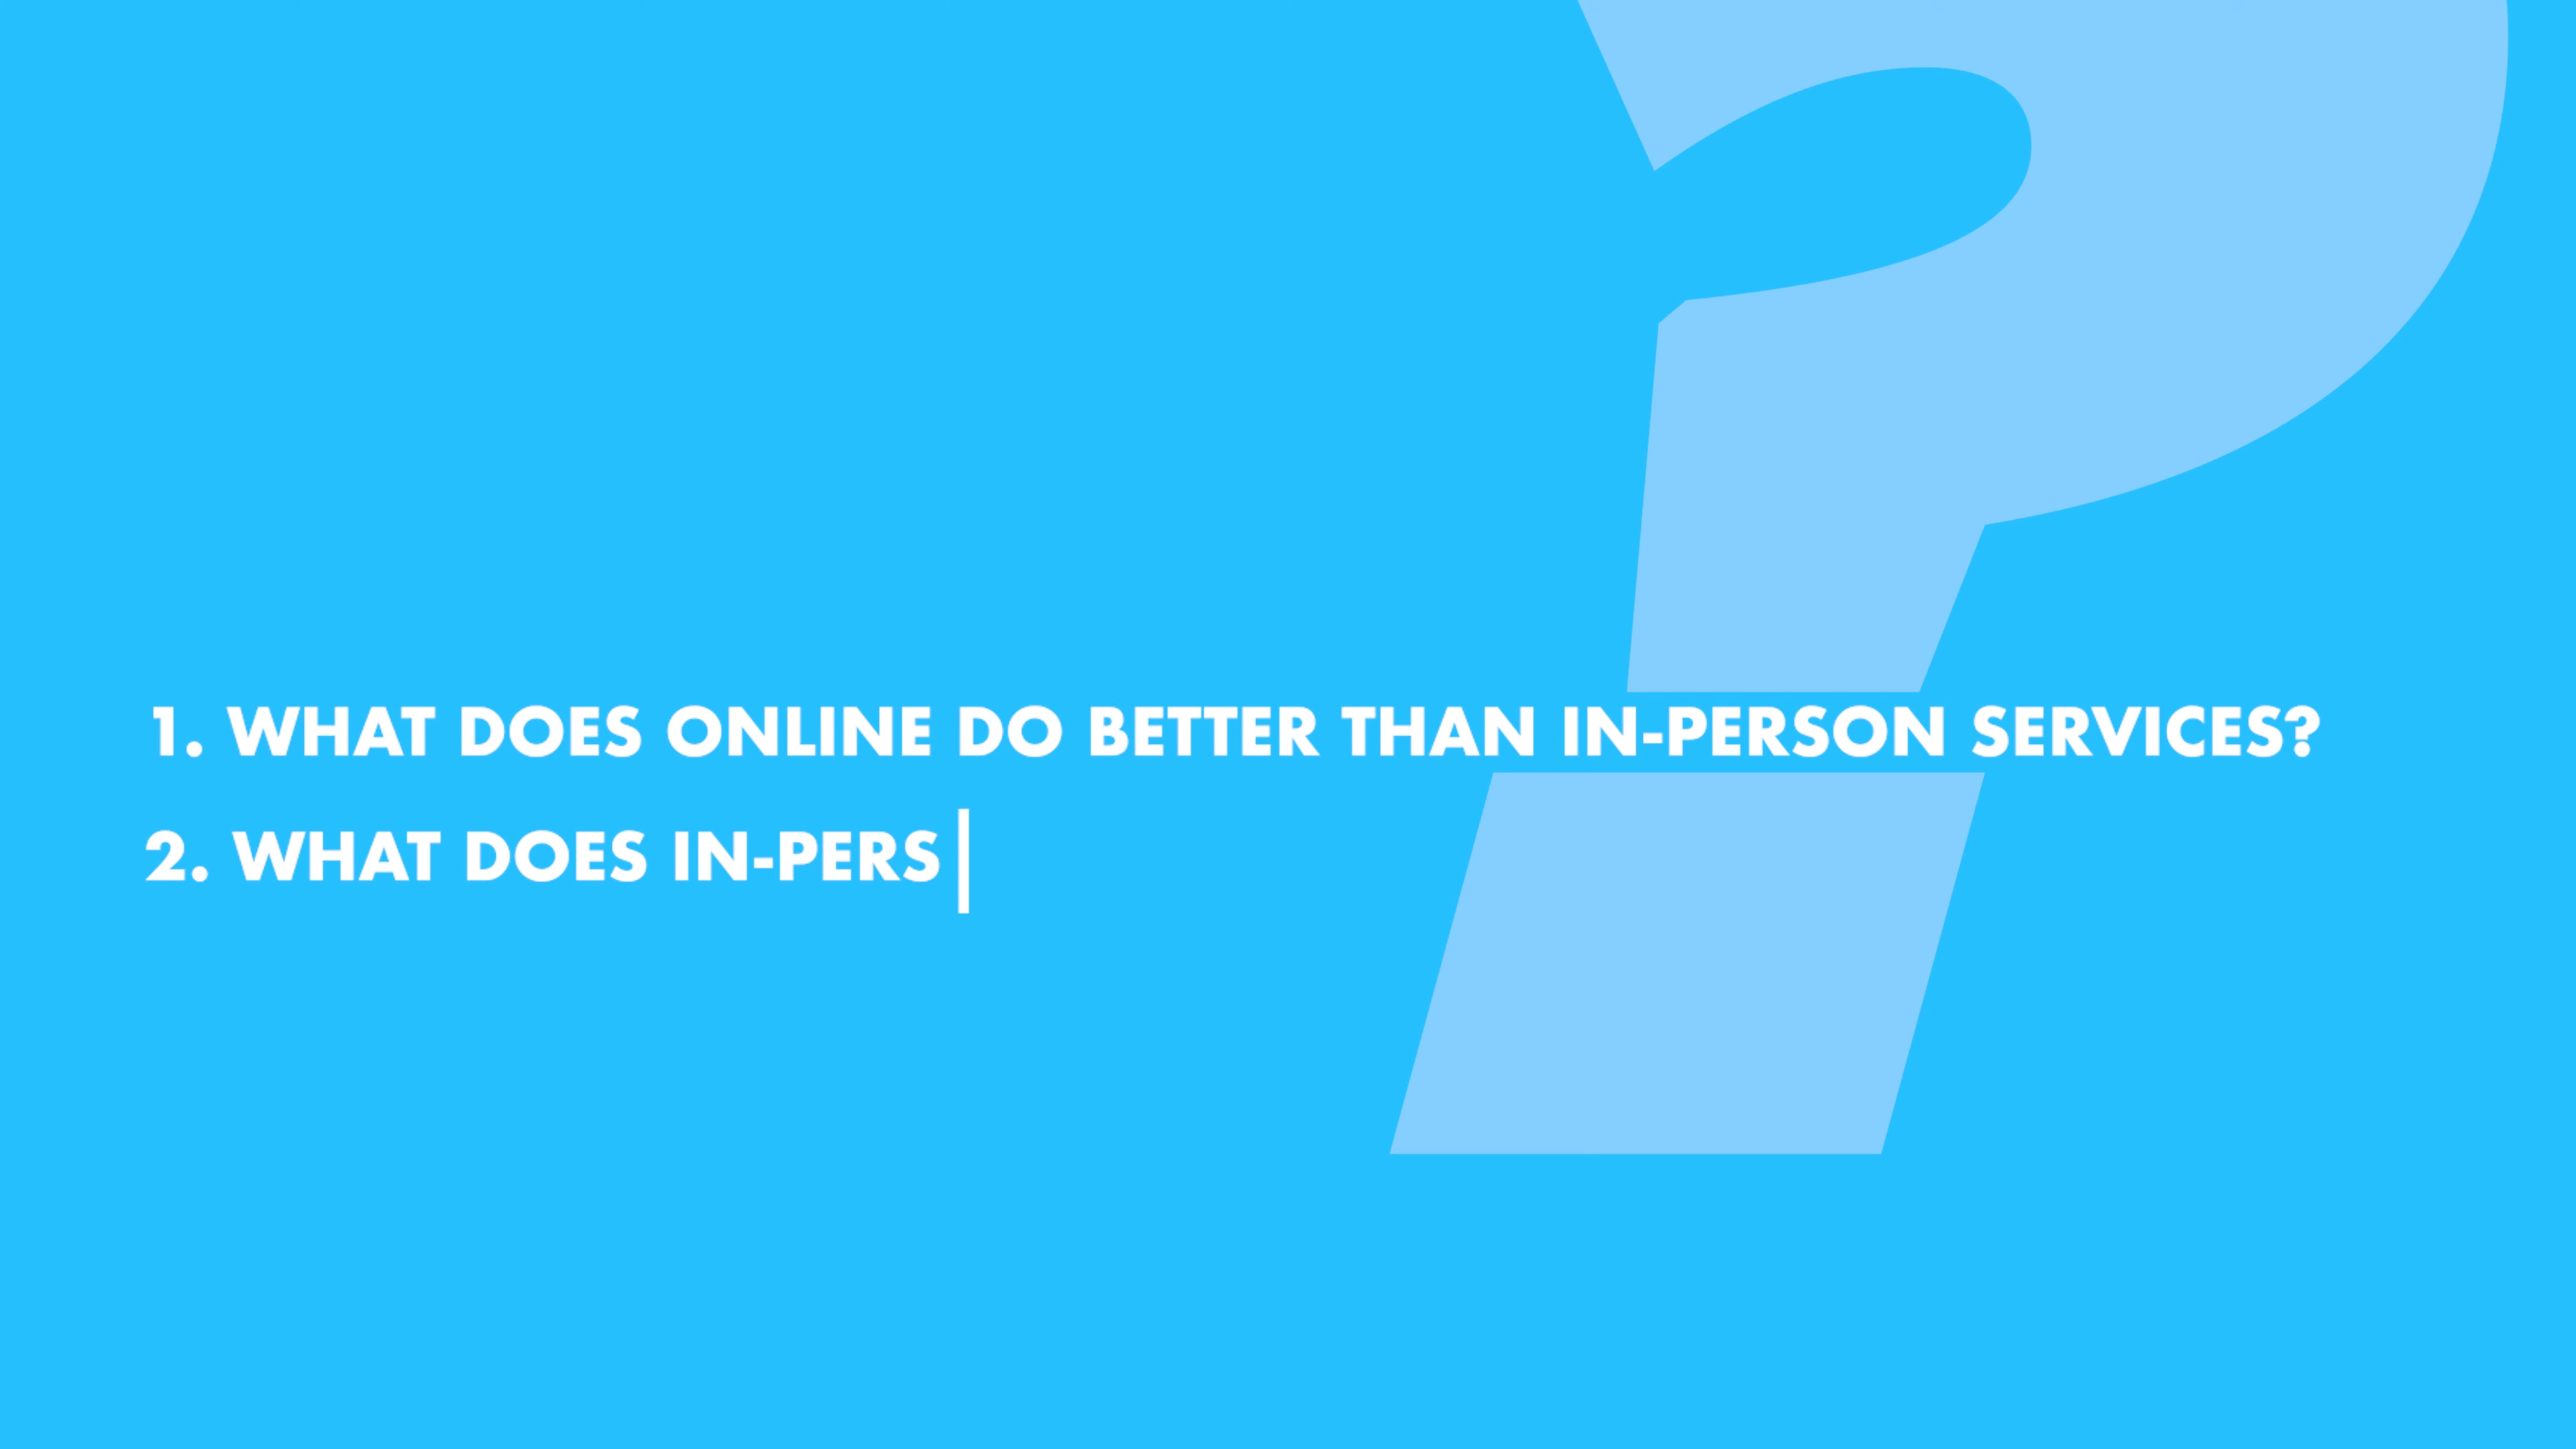 1. WHAT DOES ONLINE DO BETTER THAN IN-PERSON SERVICES?
2. WHAT DOES IN-PERS